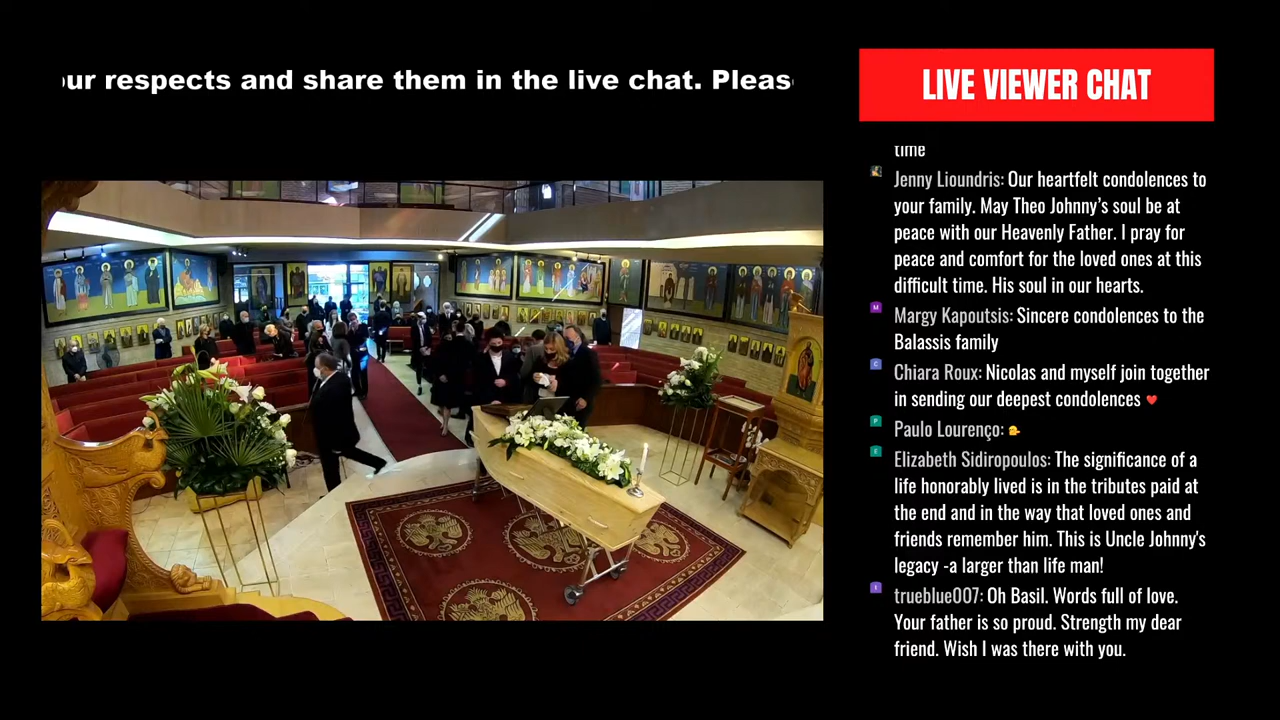 our respects and share them in the live chat. Please
LIVE VIEWER CHAT
time
Jenny Lioundris: Our heartfelt condolences to
your family. May Theo Johnny’s soul be at
peace with our Heavenly Father. I pray for
peace and comfort for the loved ones at this
difficult time. His soul in our hearts.
Margy Kapoutsis: Sincere condolences to the
Balassis family
Chiara Roux: Nicolas and myself join together
in sending our deepest condolences ❤️
Paulo Lourenço:
Elizabeth Sidiropoulos: The significance of a
life honorably lived is in the tributes paid at
the end and in the way that loved ones and
friends remember him. This is Uncle Johnny's
legacy -a larger than life man!
trueblue007: Oh Basil. Words full of love.
Your father is so proud. Strength my dear
friend. Wish I was there with you.